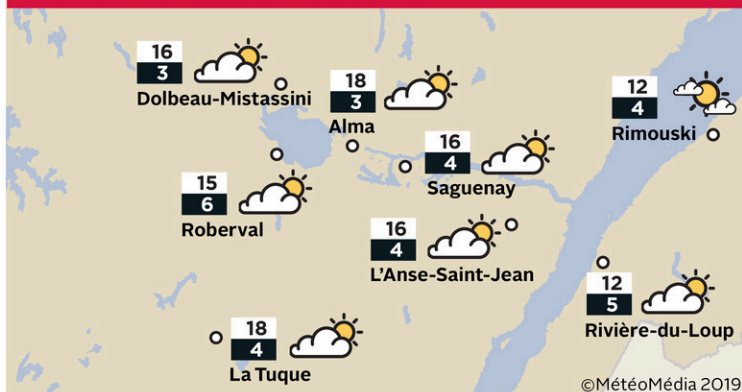 16
3
Dolbeau-Mistassini
18
3
Alma
12
4
Rimouski
16
4
Saguenay
15
6
Roberval
16
4
L'Anse-Saint-Jean
12
5
Rivière-du-Loup
18
4
La Tuque
©MétéoMédia 2019